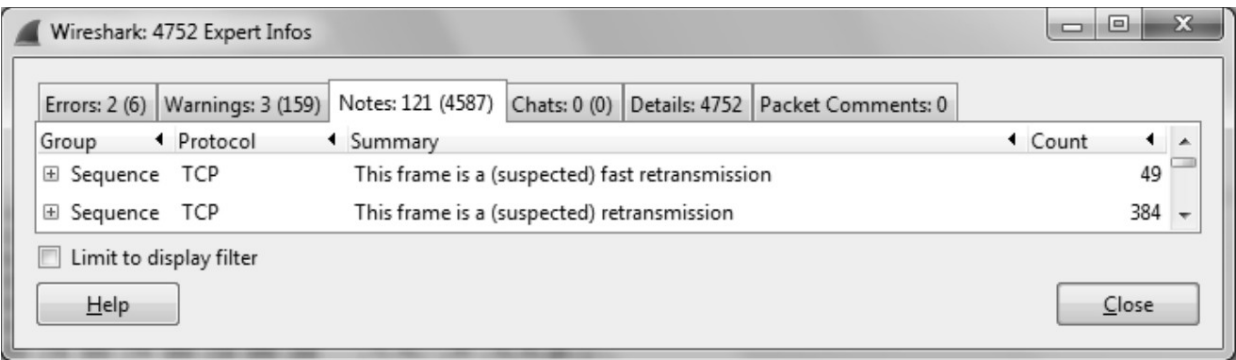 Wireshark: 4752 Expert Infos
Errors: 2 (6) Warnings: 3 (159) Notes: 121 (4587) Chats: 0 (0) Details: 4752 Packet Comments: 0
Group Protocol Summary Count
Sequence TCP This frame is a (suspected) fast retransmission 49
Sequence TCP This frame is a (suspected) retransmission 384
Limit to display filter
Help Close